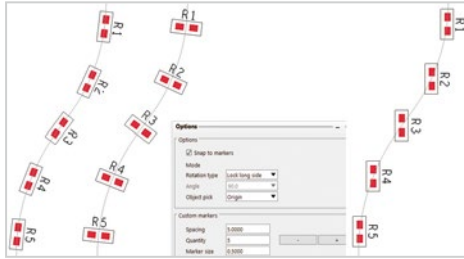 R1
R2
R3
R4
R5
R1
R2
R3
R4
R5
Options
Options
Snap to markers
Mode
Rotation type Lock long side
Angle 90.0
Object pick Origin
Custom markers
Spacing 5.0000
Quantity 5 - +
Marker size 0.5000
R1
R2
R3
R4
R5